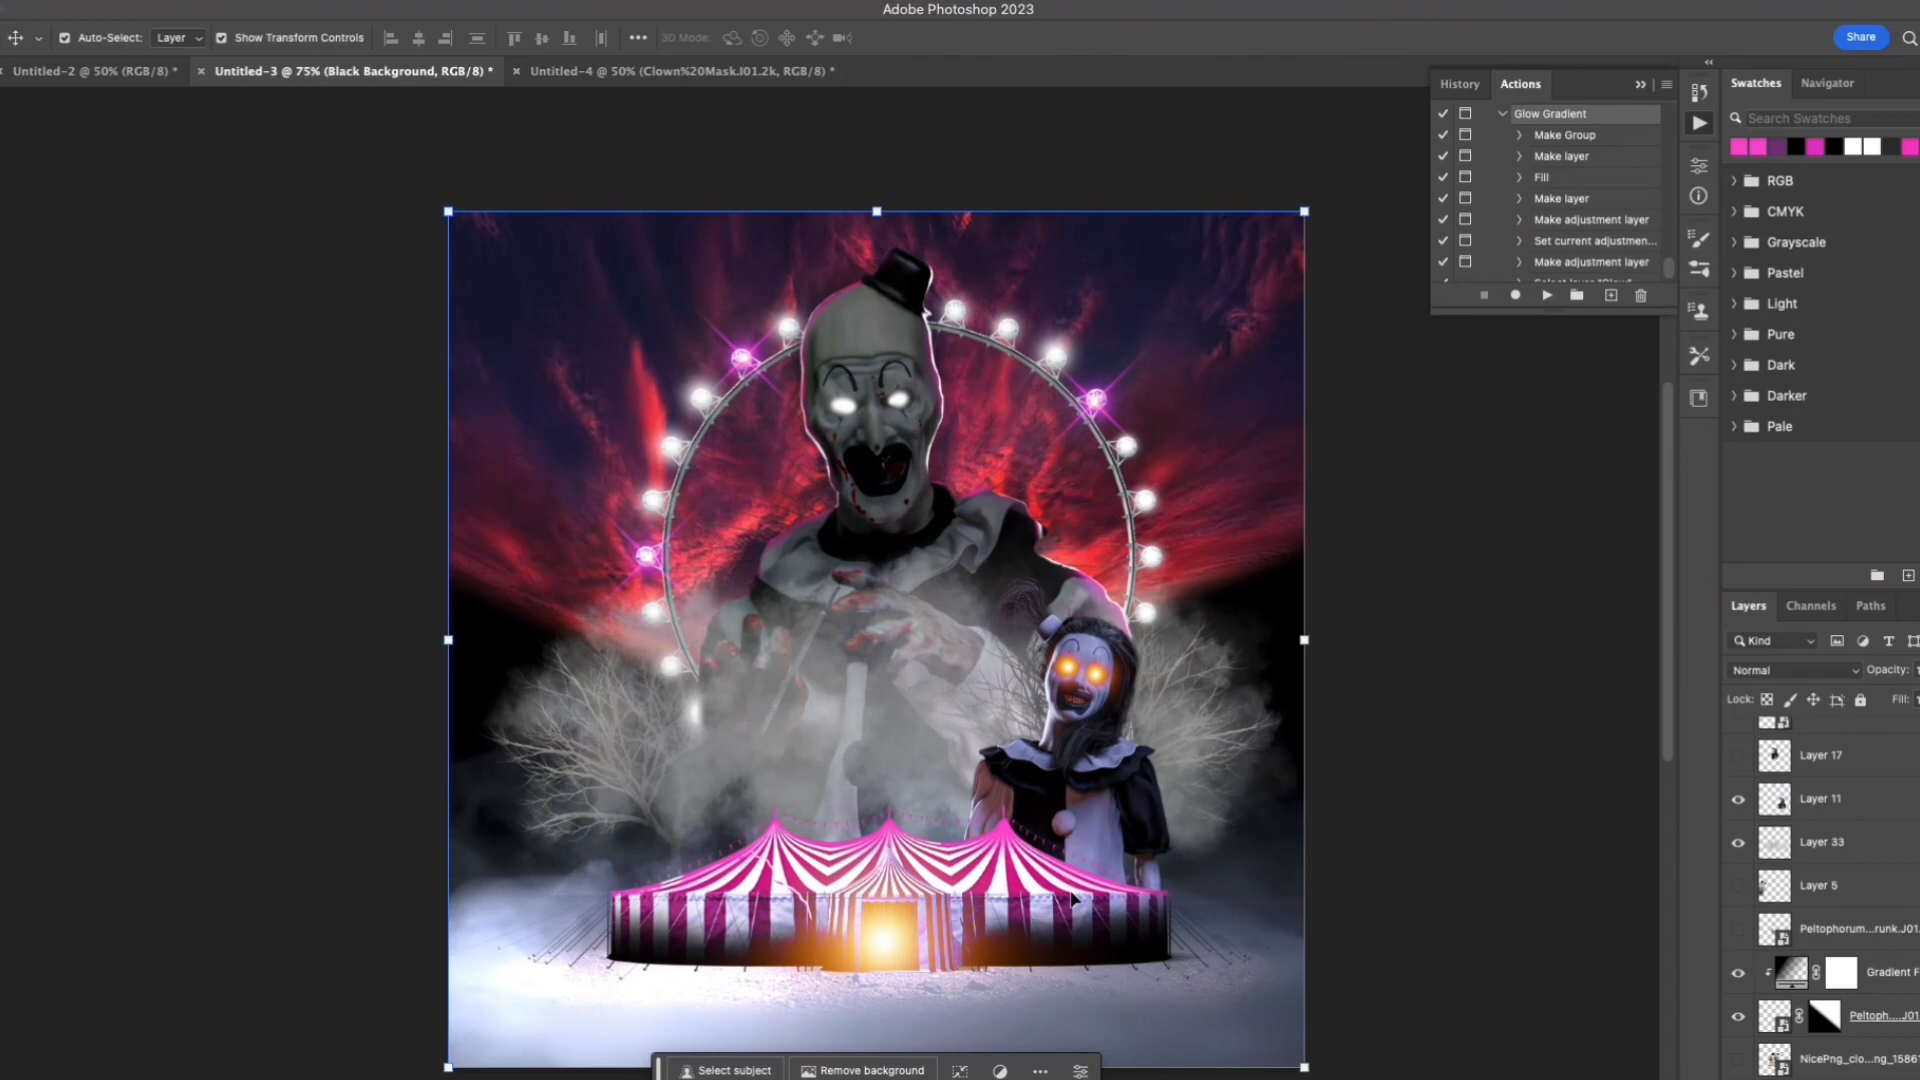 Adobe Photoshop 2023
Auto-Select: Layer
Show Transform Controls
3D Mode:
Share
Untitled-2 @ 50% (RGB/8) *
Untitled-3 @ 75% (Black Background, RGB/8) *
Untitled-4 @ 50% (Clown%20Mask.I01.2k, RGB/8) *
History
Actions
Glow Gradient
Make Group
Make layer
Fill
Make layer
Make adjustment layer
Set current adjustmen...
Make adjustment layer
Swatches
Navigator
Search Swatches
RGB
CMYK
Grayscale
Pastel
Light
Pure
Dark
Darker
Pale
Layers
Channels
Paths
Kind
Normal
Opacity:
Lock:
Fill:
Layer 17
Layer 11
Layer 33
Layer 5
Peltophorum...runk.J01.
Gradient F
Peltoph....J01
NicePng_clo...ng_15861
Select subject
Remove background